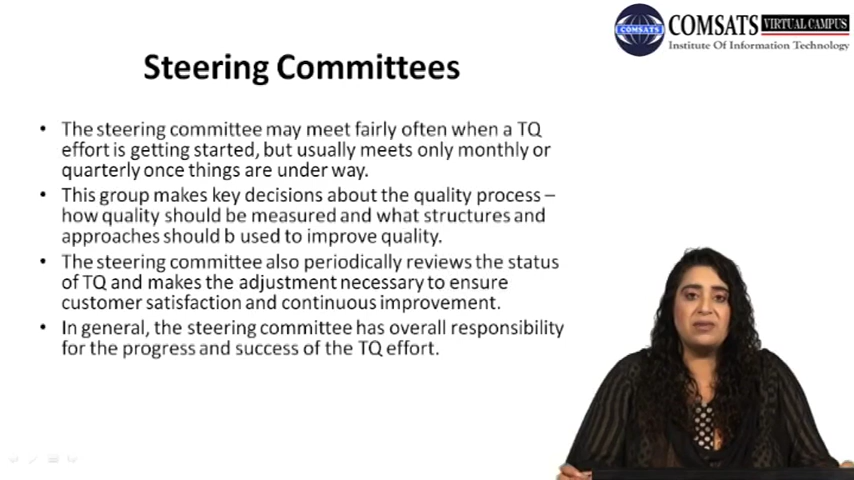 COMSATS VIRTUAL CAMPUS
Institute Of Information Technology
COMSATS
Steering Committees
• The steering committee may meet fairly often when a TQ
effort is getting started, but usually meets only monthly or
quarterly once things are under way.
• This group makes key decisions about the quality process –
how quality should be measured and what structures and
approaches should b used to improve quality.
• The steering committee also periodically reviews the status
of TQ and makes the adjustment necessary to ensure
customer satisfaction and continuous improvement.
• In general, the steering committee has overall responsibility
for the progress and success of the TQ effort.